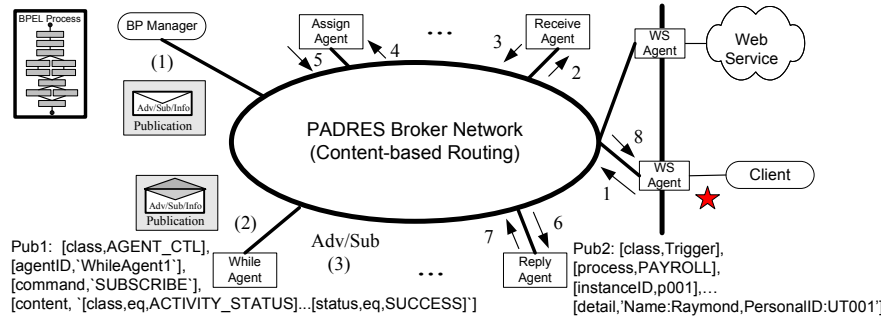 BPEL Process
BP Manager
(1)
Adv/Sub/Info
Publication
Assign
Agent
5
4
...
Receive
Agent
3
2
WS
Agent
Web
Service
PADRES Broker Network
(Content-based Routing)
8
1
WS
Agent
Client
Adv/Sub/Info
Publication
(2)
While
Agent
Adv/Sub
(3)
...
7
6
Reply
Agent
Pub1: [class,AGENT_CTL],
[agentID,`WhileAgent1`],
[command,`SUBSCRIBE`],
[content, `[class,eq,ACTIVITY_STATUS]...[status,eq,SUCCESS]`]
Pub2: [class,Trigger],
[process,PAYROLL],
[instanceID,p001],...
[detail,'Name:Raymond,PersonalID:UT001']